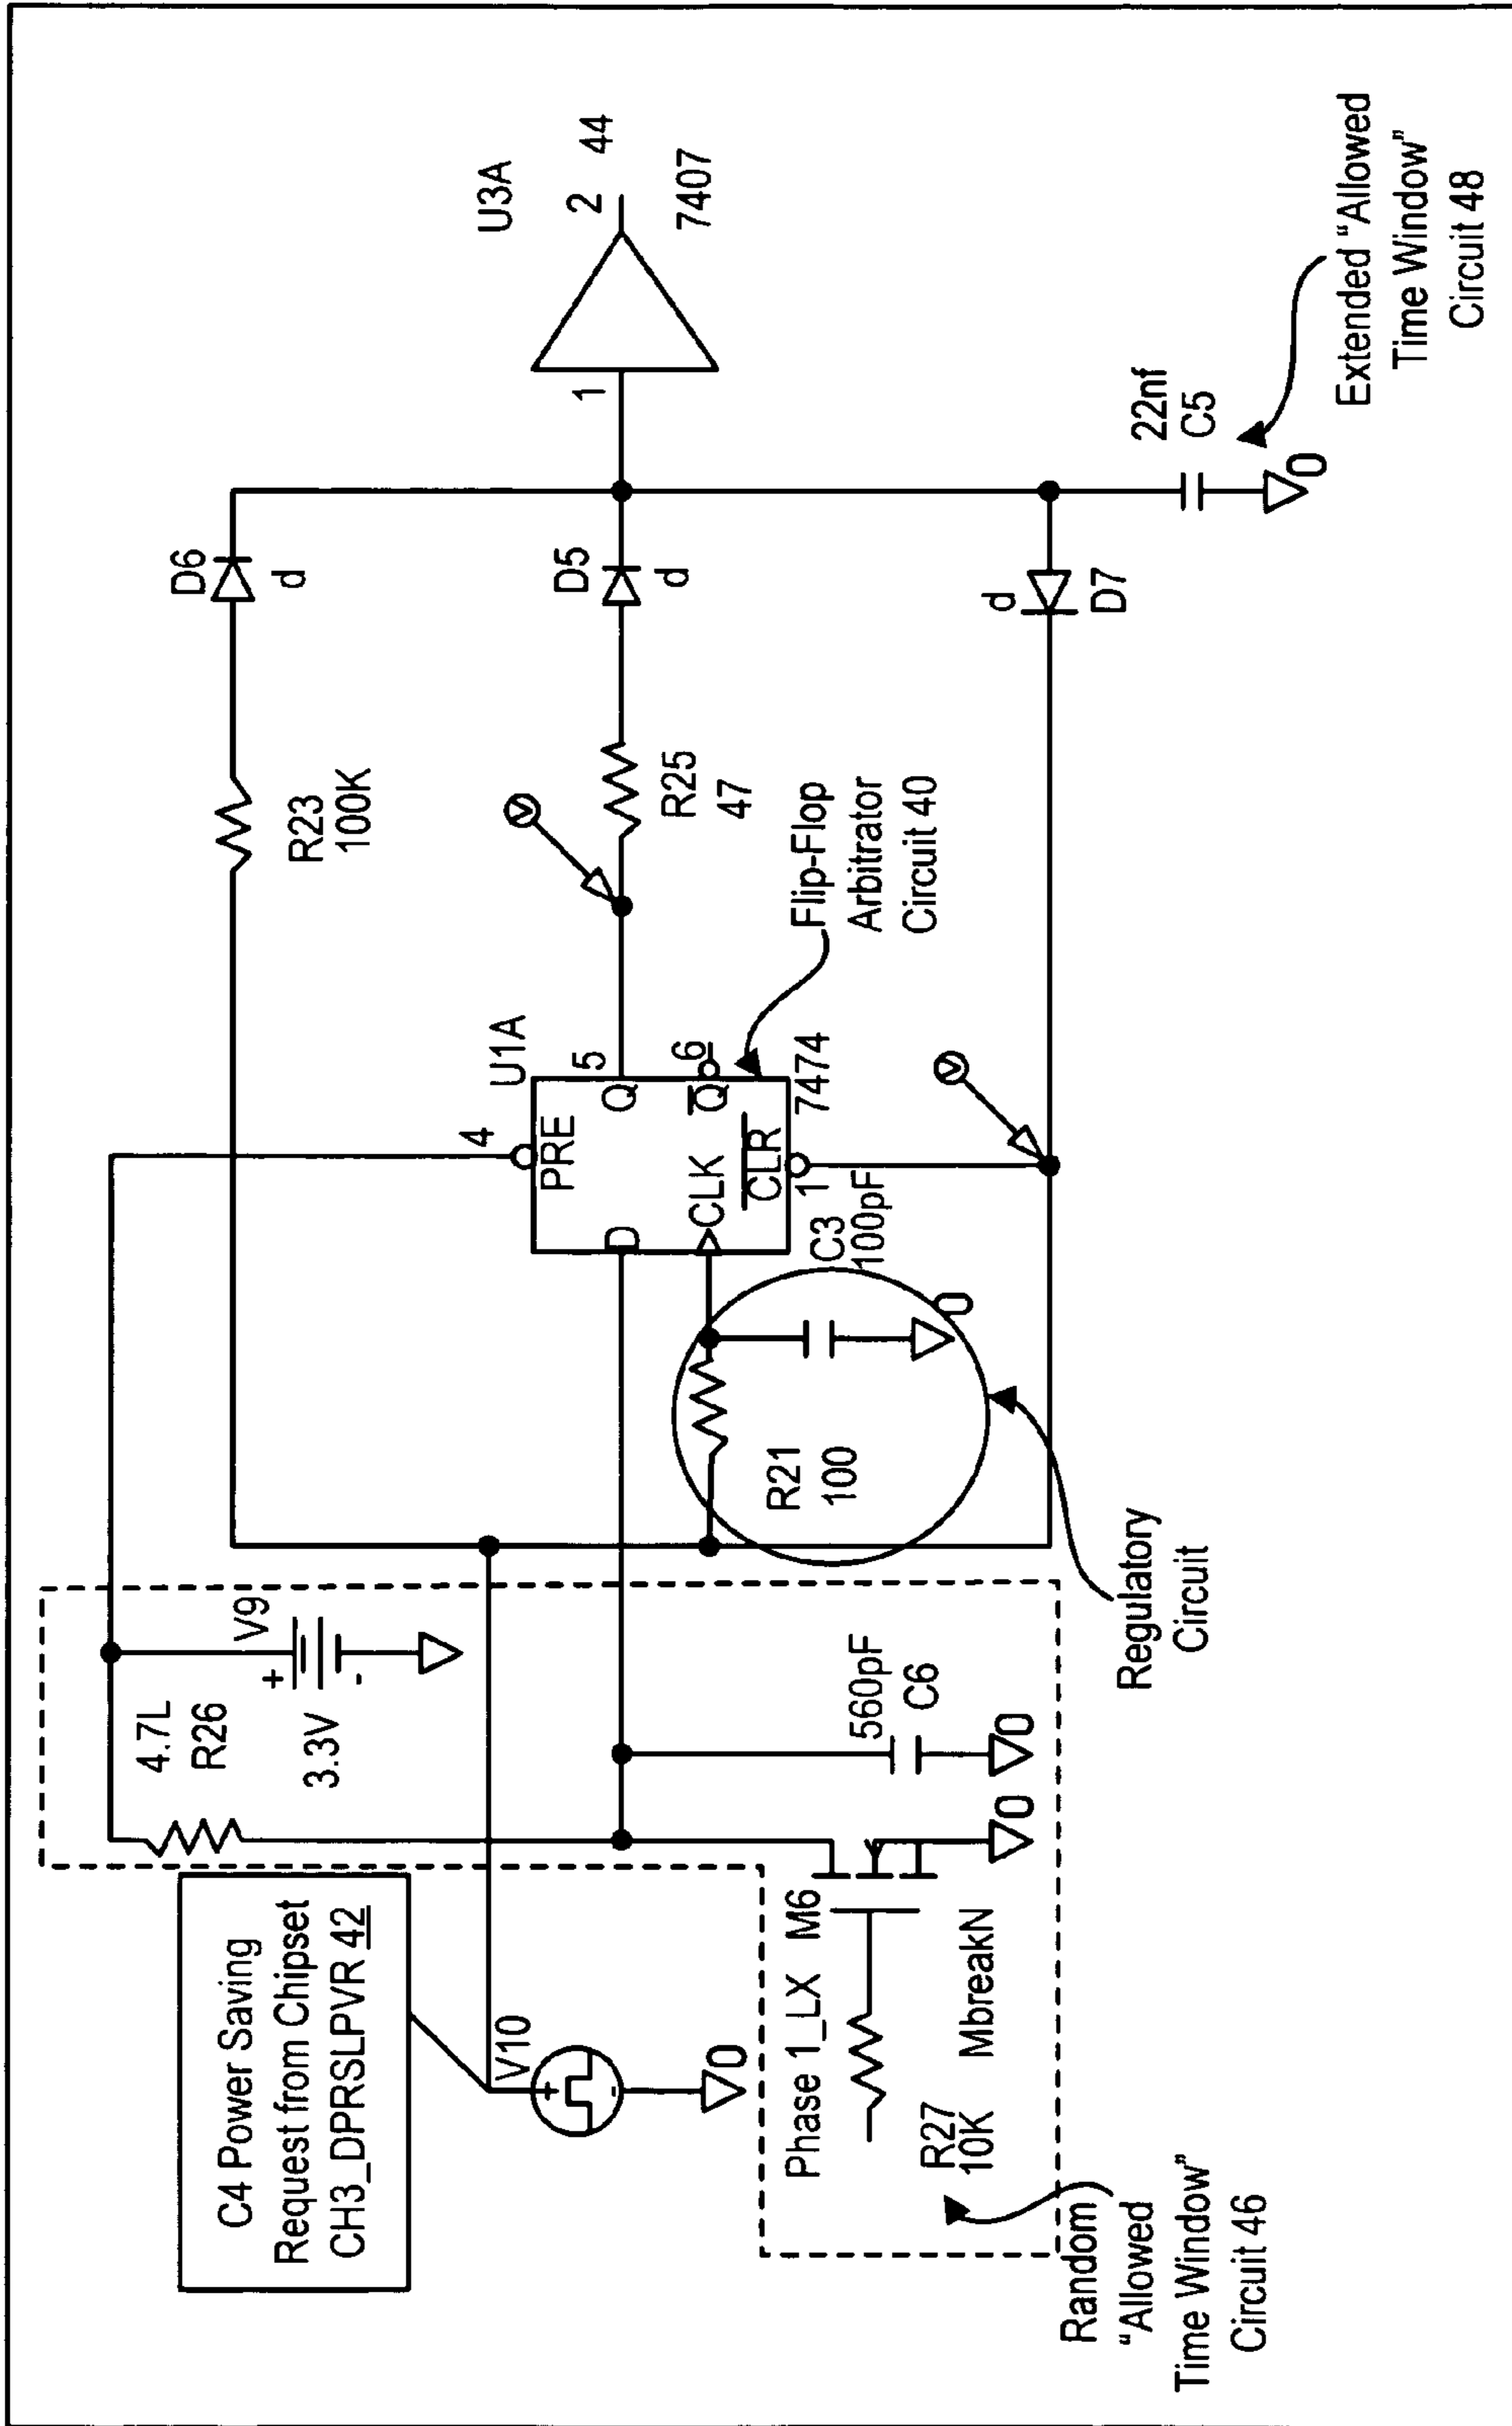 C4 Power Saving
Request from Chipset
CH3_DPRSLPVR 42
V10
+
-
0
4.7L
R26
V9
+
-
3.3V
Phase 1_LX
M6
R27
10K
MbreakN
0
560pF
C6
0
Random
"Allowed
Time Window"
Circuit 46
R21
100
C3
100pF
0
Regulatory
Circuit
U1A
4
PRE
D
CLK
CLR
1
Q
5
Q
6
7474
Flip-Flop
Arbitrator
Circuit 40
V
V
R23
100K
R25
47
D6
d
D5
d
d
D7
22nf
C5
0
1
U3A
2
44
7407
Extended "Allowed
Time Window"
Circuit 48